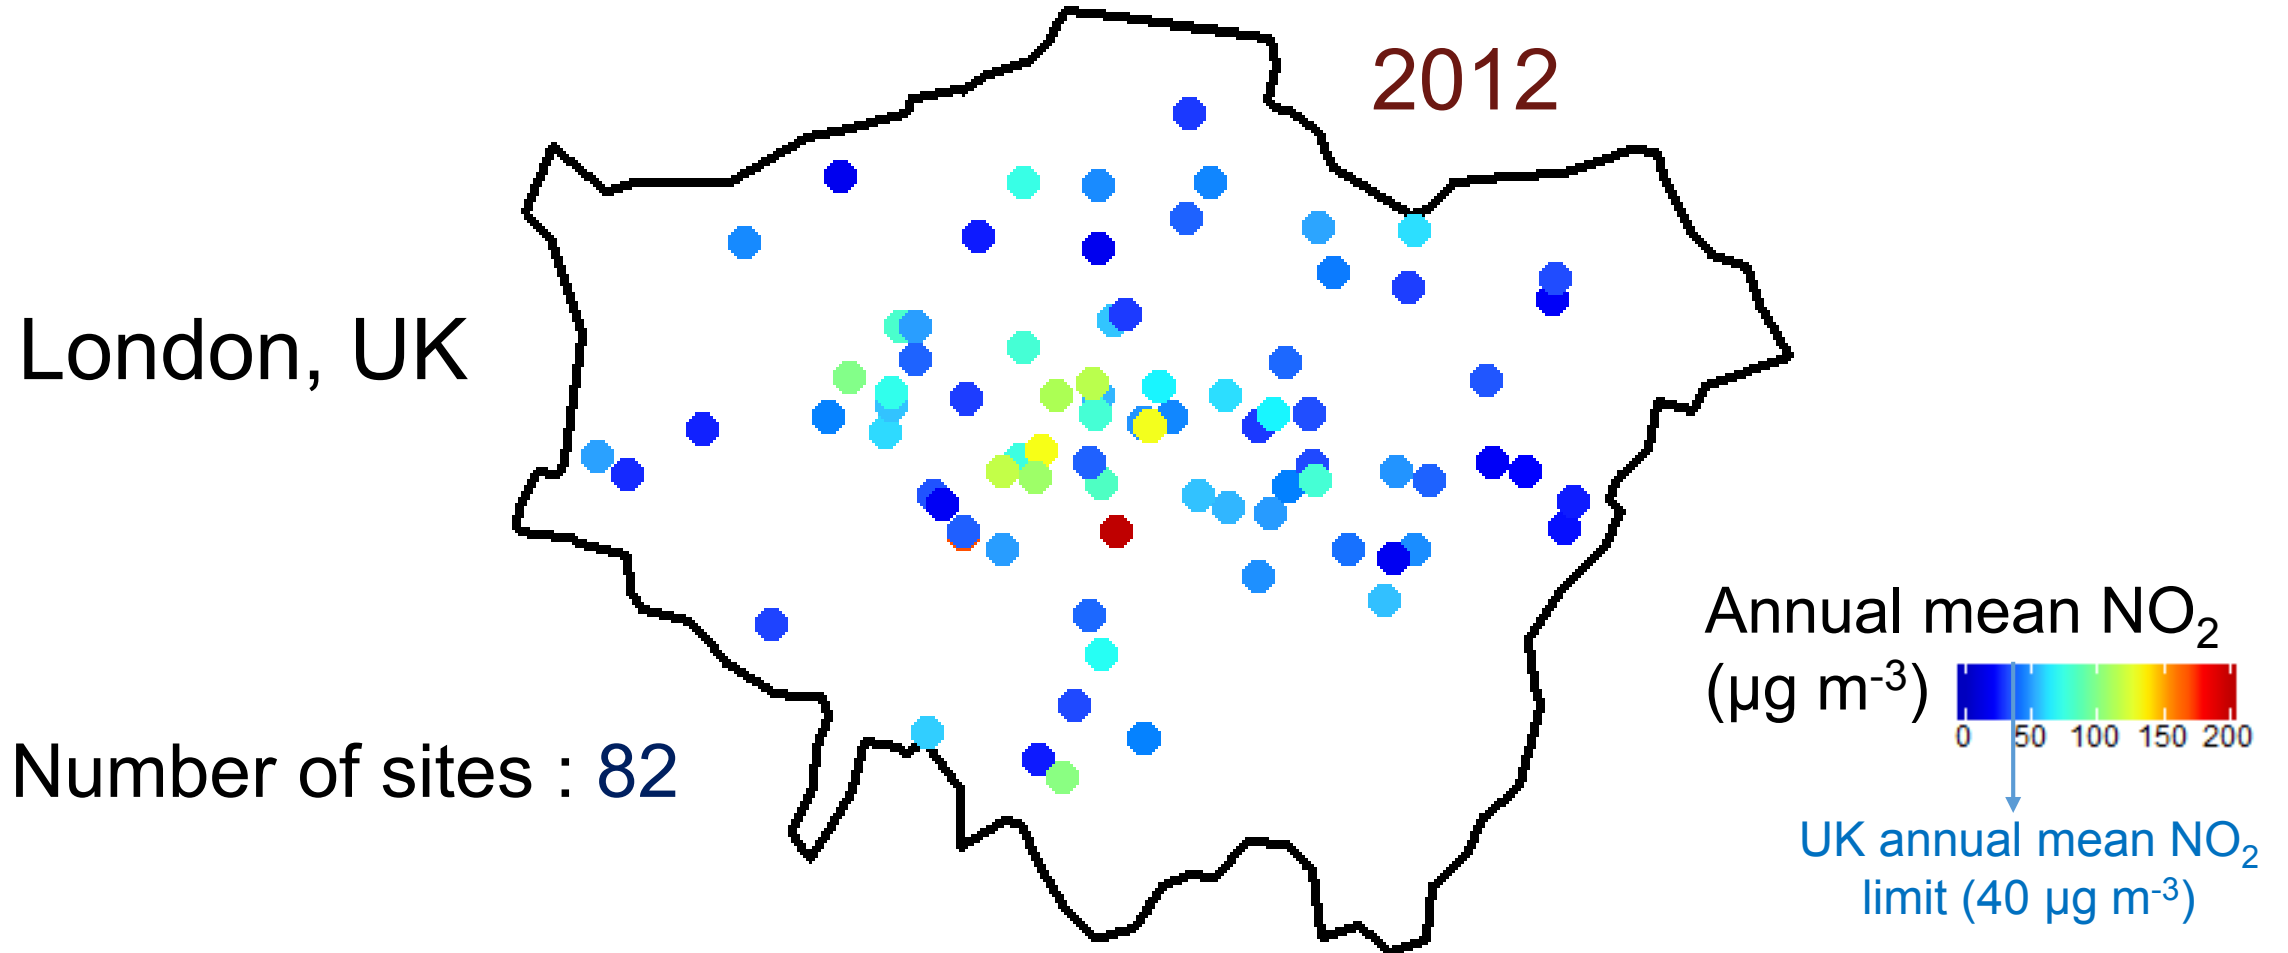 2012
London, UK
Number of sites : 82
Annual mean NO₂
(μg m⁻³)
0 50 100 150 200
UK annual mean NO₂
limit (40 μg m⁻³)